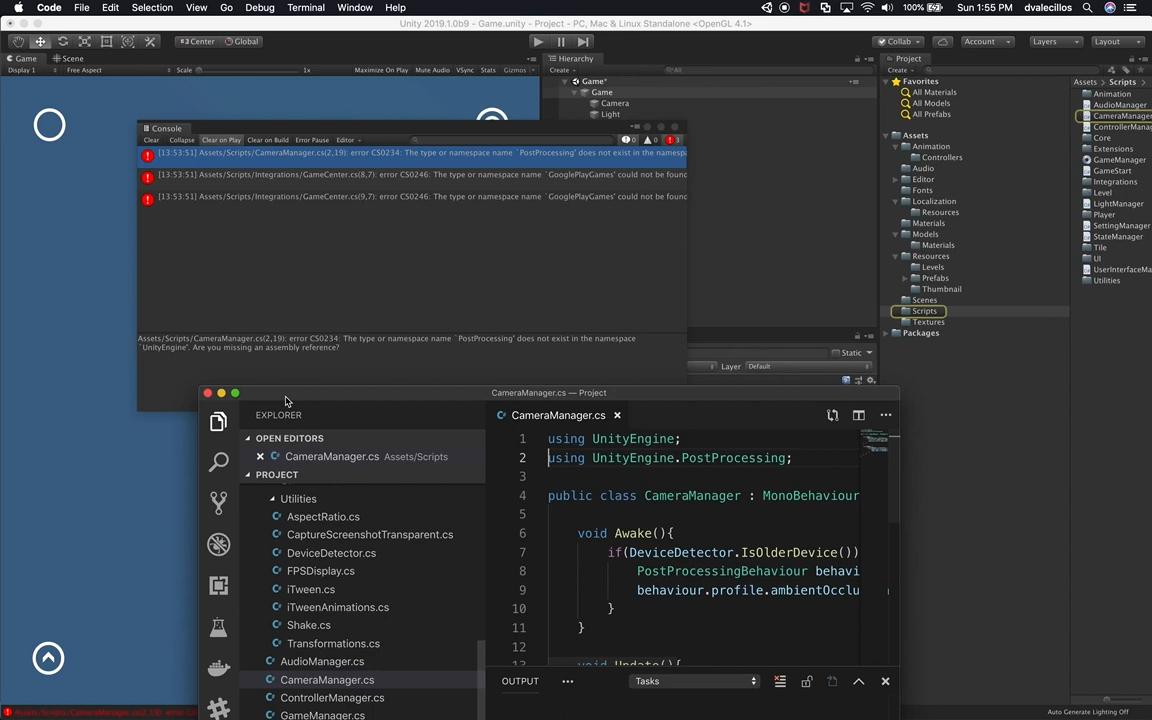 Code File Edit Selection View Go Debug Terminal Window Help 100% Sun 1:55 PM dvalecillos
Unity 2019.1.0b9 - Game.unity - Project - PC, Mac & Linux Standalone <OpenGL 4.1>
Center Global Collab Account Layers Layout
Game Scene
Display 1 Free Aspect Scale 1x Maximize On Play Mute Audio VSync Stats Gizmos
Hierarchy
Create All
Game*
Game
Camera
Light
Console
Clear Collapse Clear on Play Clear on Build Error Pause Editor 0 0 3
[13:53:51] Assets/Scripts/CameraManager.cs(2,19): error CS0234: The type or namespace name `PostProcessing' does not exist in the namespa
[13:53:51] Assets/Scripts/Integrations/GameCenter.cs(8,7): error CS0246: The type or namespace name `GooglePlayGames' could not be found
[13:53:51] Assets/Scripts/Integrations/GameCenter.cs(9,7): error CS0246: The type or namespace name `GooglePlayGames' could not be found
Assets/Scripts/CameraManager.cs(2,19): error CS0234: The type or namespace name `PostProcessing' does not exist in the namespace
`UnityEngine'. Are you missing an assembly reference?
Static
Layer Default
Project
Create
Favorites
All Materials
All Models
All Prefabs
Assets
Animation
Controllers
Audio
Editor
Fonts
Localization
Resources
Materials
Models
Materials
Resources
Levels
Prefabs
Thumbnail
Scenes
Scripts
Textures
Packages
Assets Scripts
Animation
AudioManager
CameraManager
ControllerMana
Core
Extensions
GameManager
GameStart
Integrations
Level
LightManager
Player
SettingManager
StateManager
Tile
UI
UserInterfaceMa
Utilities
CameraManager.cs — Project
EXPLORER
OPEN EDITORS
CameraManager.cs Assets/Scripts
PROJECT
Utilities
AspectRatio.cs
CaptureScreenshotTransparent.cs
DeviceDetector.cs
FPSDisplay.cs
iTween.cs
iTweenAnimations.cs
Shake.cs
Transformations.cs
AudioManager.cs
CameraManager.cs
ControllerManager.cs
GameManager.cs
CameraManager.cs
1 using UnityEngine;
2 using UnityEngine.PostProcessing;
3
4 public class CameraManager : MonoBehaviour
5
6 void Awake(){
7 if(DeviceDetector.IsOlderDevice())
8 PostProcessingBehaviour behavi
9 behaviour.profile.ambientOcclu
10 }
11 }
12
13 void Update(){
OUTPUT Tasks
Auto Generate Lighting Off